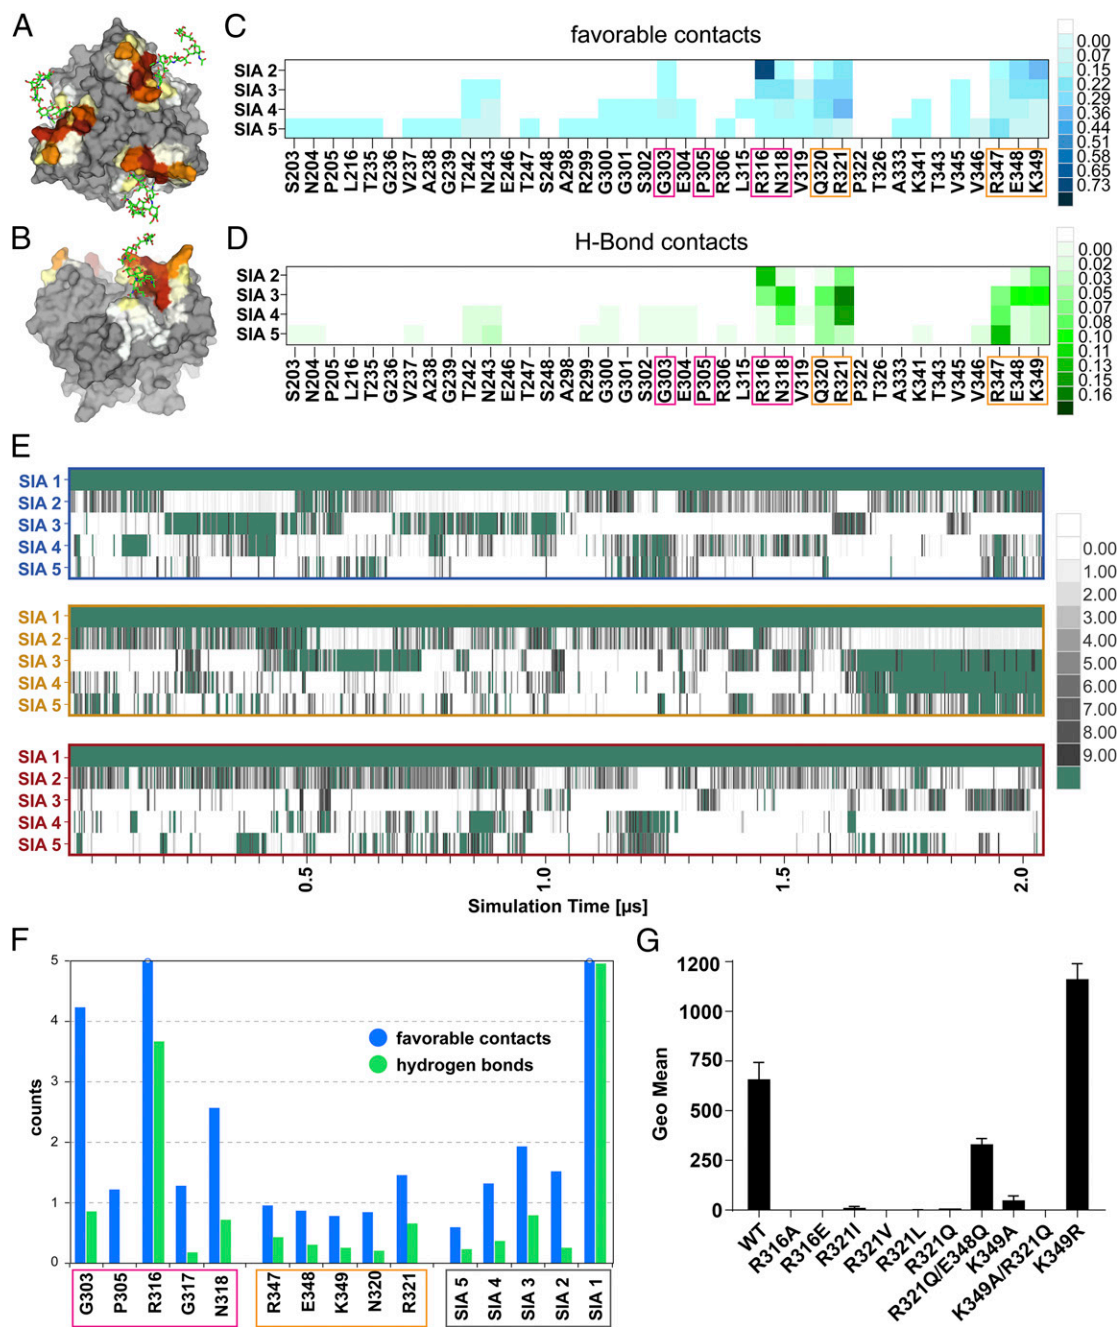 A
B
C
favorable contacts
SIA 2
SIA 3
SIA 4
SIA 5
S203 N204 P205 L216 T235 G236 V237 A238 G239 T242 N243 E246 T247 S248 A298 R299 G300 G301 S302 G303 E304 P305 R306 L315 R316 N318 V319 Q320 R321 P322 T326 A333 K341 T343 V345 V346 R347 E348 K349
0.00
0.07
0.15
0.22
0.29
0.36
0.44
0.51
0.58
0.65
0.73
D
H-Bond contacts
SIA 2
SIA 3
SIA 4
SIA 5
S203 N204 P205 L216 T235 G236 V237 A238 G239 T242 N243 E246 T247 S248 A298 R299 G300 G301 S302 G303 E304 P305 R306 L315 R316 N318 V319 Q320 R321 P322 T326 A333 K341 T343 V345 V346 R347 E348 K349
0.00
0.02
0.03
0.05
0.07
0.08
0.10
0.11
0.13
0.15
0.16
E
SIA 1
SIA 2
SIA 3
SIA 4
SIA 5
SIA 1
SIA 2
SIA 3
SIA 4
SIA 5
SIA 1
SIA 2
SIA 3
SIA 4
SIA 5
0.5 1.0 1.5 2.0
Simulation Time [µs]
0.00
1.00
2.00
3.00
4.00
5.00
6.00
7.00
8.00
9.00
F
counts
5
4
3
2
1
0
favorable contacts
hydrogen bonds
G303 P305 R316 G317 N318 R347 E348 K349 N320 R321 SIA 5 SIA 4 SIA 3 SIA 2 SIA 1
G
Geo Mean
1200
1000
750
500
250
0
WT R316A R316E R321I R321V R321L R321Q R321Q/E348Q K349A K349A/R321Q K349R